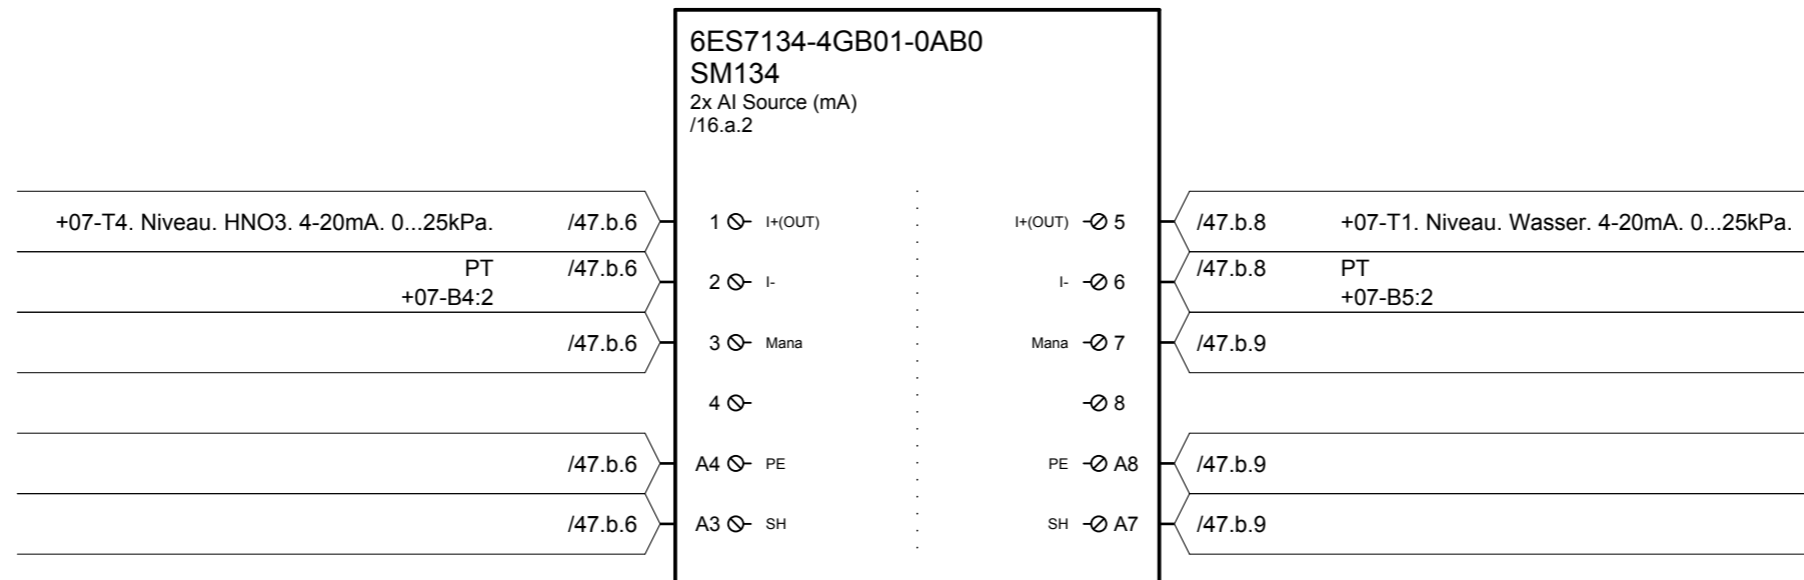 6ES7134-4GB01-0AB0
SM134
2x AI Source (mA)
/16.a.2
+07-T4. Niveau. HNO3. 4-20mA. 0...25kPa. /47.b.6 1 I+(OUT) I+(OUT) 5 /47.b.8 +07-T1. Niveau. Wasser. 4-20mA. 0...25kPa.
PT /47.b.6 2 I- I- 6 /47.b.8 PT
+07-B4:2 +07-B5:2
/47.b.6 3 Mana Mana 7 /47.b.9
4 8
/47.b.6 A4 PE PE A8 /47.b.9
/47.b.6 A3 SH SH A7 /47.b.9